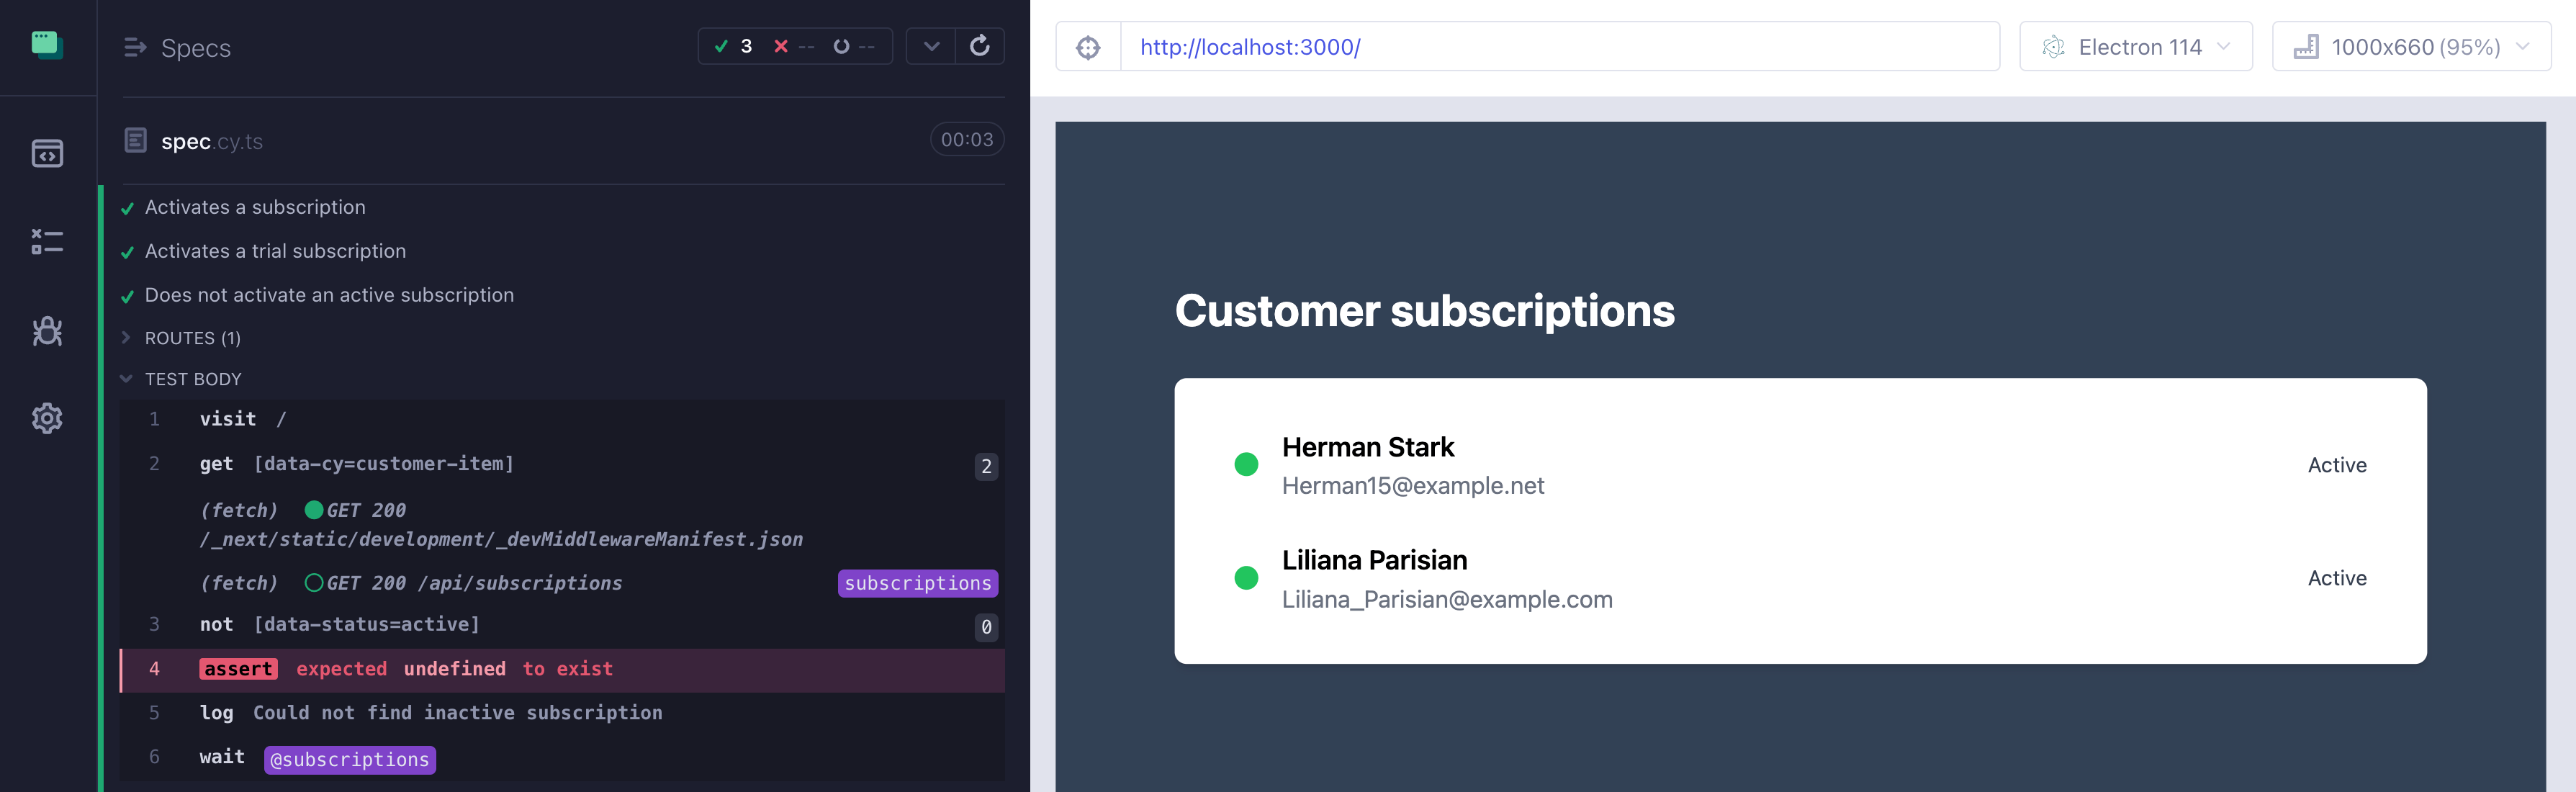 Specs
3 -- --
spec.cy.ts
00:03
Activates a subscription
Activates a trial subscription
Does not activate an active subscription
ROUTES (1)
TEST BODY
1 visit /
2 get [data-cy=customer-item] 2
(fetch) GET 200
/_next/static/development/_devMiddlewareManifest.json
(fetch) GET 200 /api/subscriptions subscriptions
3 not [data-status=active] 0
4 assert expected undefined to exist
5 log Could not find inactive subscription
6 wait @subscriptions
http://localhost:3000/
Electron 114
1000x660 (95%)
Customer subscriptions
Herman Stark
Herman15@example.net
Active
Liliana Parisian
Liliana_Parisian@example.com
Active